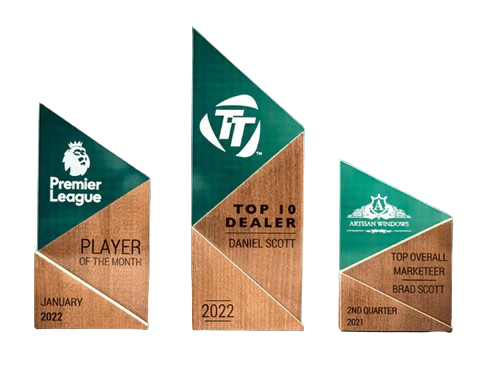 Premier
League
PLAYER
OF THE MONTH
JANUARY
2022
TT
TM
TOP 10
DEALER
DANIEL SCOTT
2022
A
ARTISAN WINDOWS
TOP OVERALL
MARKETEER
BRAD SCOTT
2ND QUARTER
2021